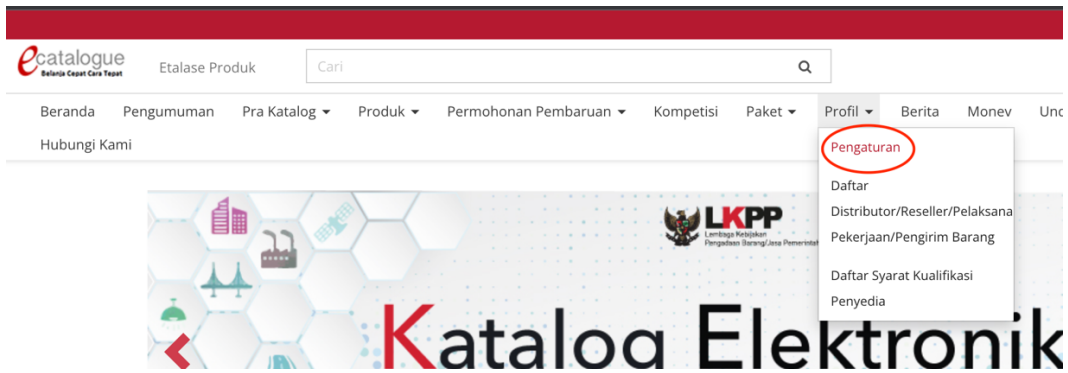 ecatalogue
Belanja Cepat Cara Tepat
Etalase Produk
Cari
Beranda Pengumuman Pra Katalog Produk Permohonan Pembaruan Kompetisi Paket Profil Berita Monev
Hubungi Kami
Pengaturan
Daftar
Distributor/Reseller/Pelaksana
Pekerjaan/Pengirim Barang
Daftar Syarat Kualifikasi
Penyedia
LKPP
Lembaga Kebijakan
Pengadaan Barang/Jasa Pemerintah
Katalog Elektronik